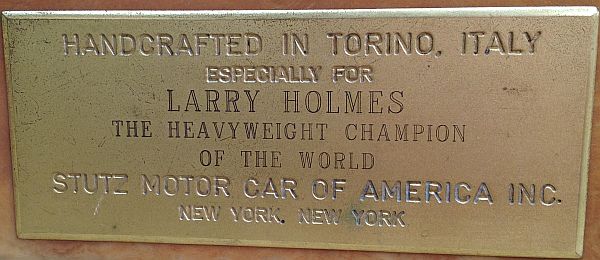 HANDCRAFTED IN TORINO, ITALY
ESPECIALLY FOR
LARRY HOLMES
THE HEAVYWEIGHT CHAMPION
OF THE WORLD
STUTZ MOTOR CAR OF AMERICA INC.
NEW YORK, NEW YORK